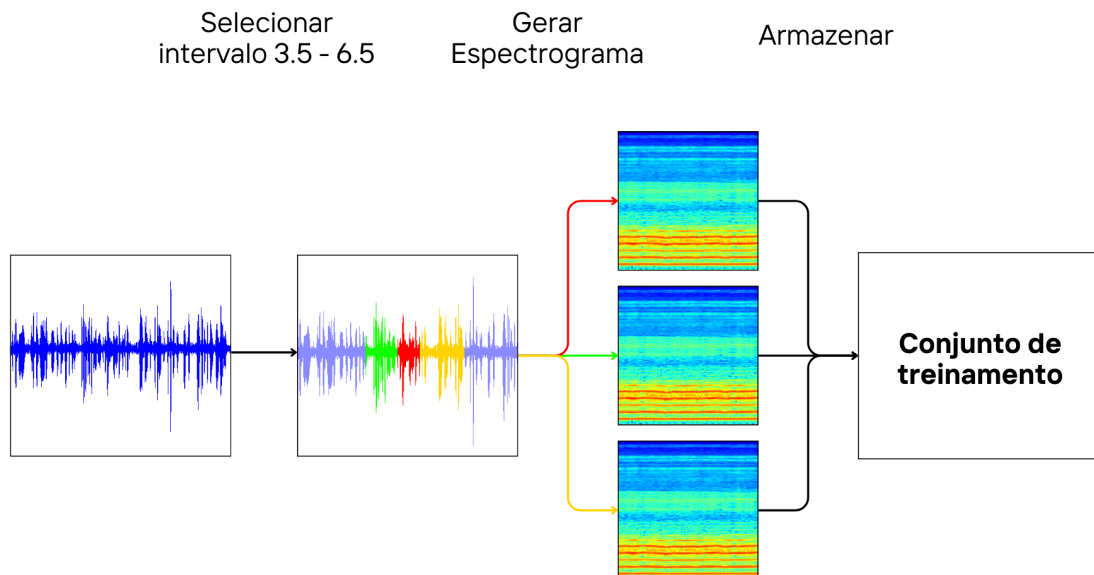 Selecionar
intervalo 3.5 - 6.5
Gerar
Espectrograma
Armazenar
Conjunto de
treinamento